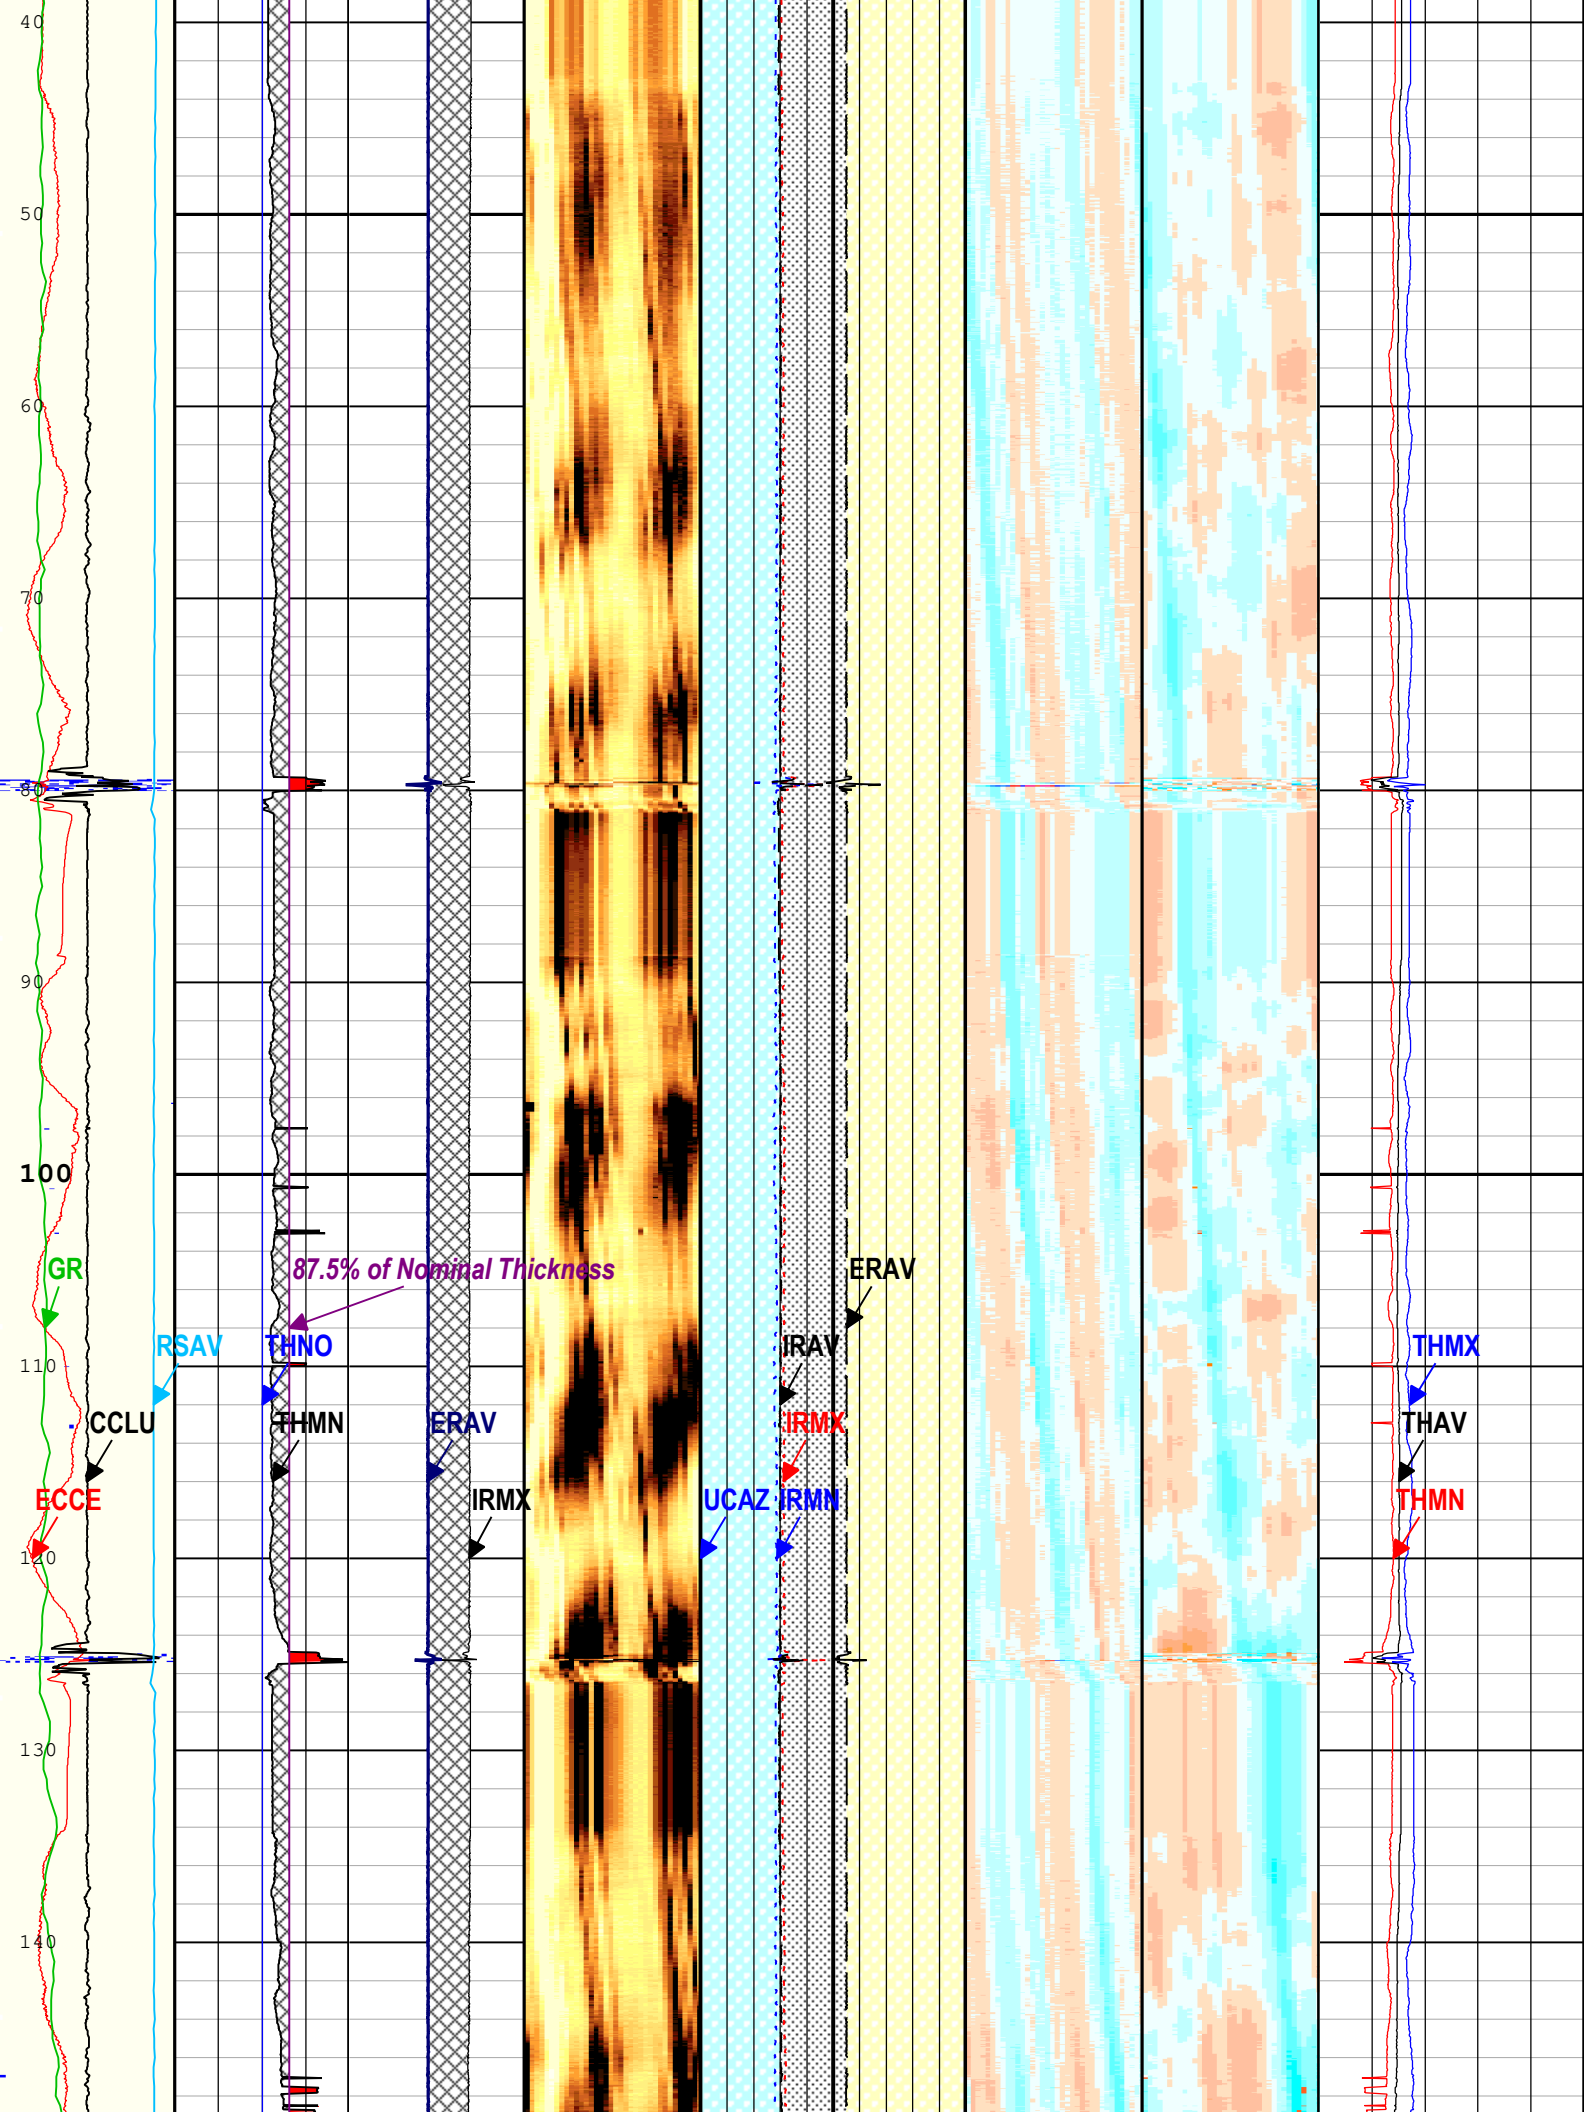 40
50
60
70
80
90
100
GR 87.5% of Nominal Thickness ERAV
RSAV THNO IRAV THMX
110
CCLU THMN ERAV IRMX THAV
ECCE IRMX UCAZ IRMN THMN
120
130
140